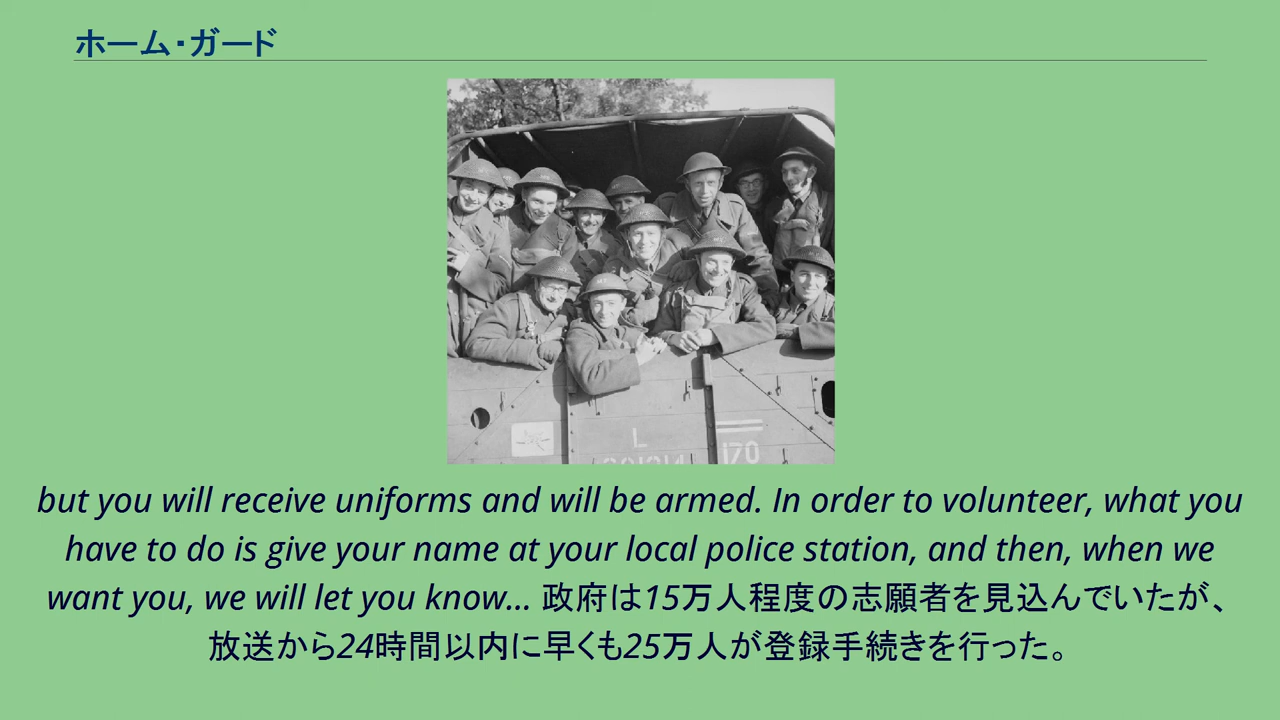 ホーム・ガード
L
170
but you will receive uniforms and will be armed. In order to volunteer, what you
have to do is give your name at your local police station, and then, when we
want you, we will let you know... 政府は15万人程度の志願者を見込んでいたが、
放送から24時間以内に早くも25万人が登録手続きを行った。